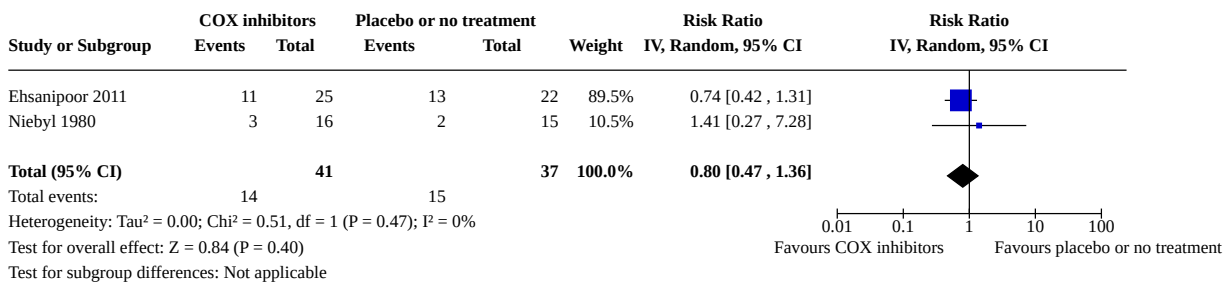 COX inhibitors Placebo or no treatment Risk Ratio Risk Ratio
Study or Subgroup Events Total Events Total Weight IV, Random, 95% CI IV, Random, 95% CI
Ehsanipoor 2011 11 25 13 22 89.5% 0.74 [0.42 , 1.31]
Niebyl 1980 3 16 2 15 10.5% 1.41 [0.27 , 7.28]
Total (95% CI) 41 37 100.0% 0.80 [0.47 , 1.36]
Total events: 14 15
Heterogeneity: Tau² = 0.00; Chi² = 0.51, df = 1 (P = 0.47); I² = 0%
0.01 0.1 1 10 100
Test for overall effect: Z = 0.84 (P = 0.40) Favours COX inhibitors Favours placebo or no treatment
Test for subgroup differences: Not applicable